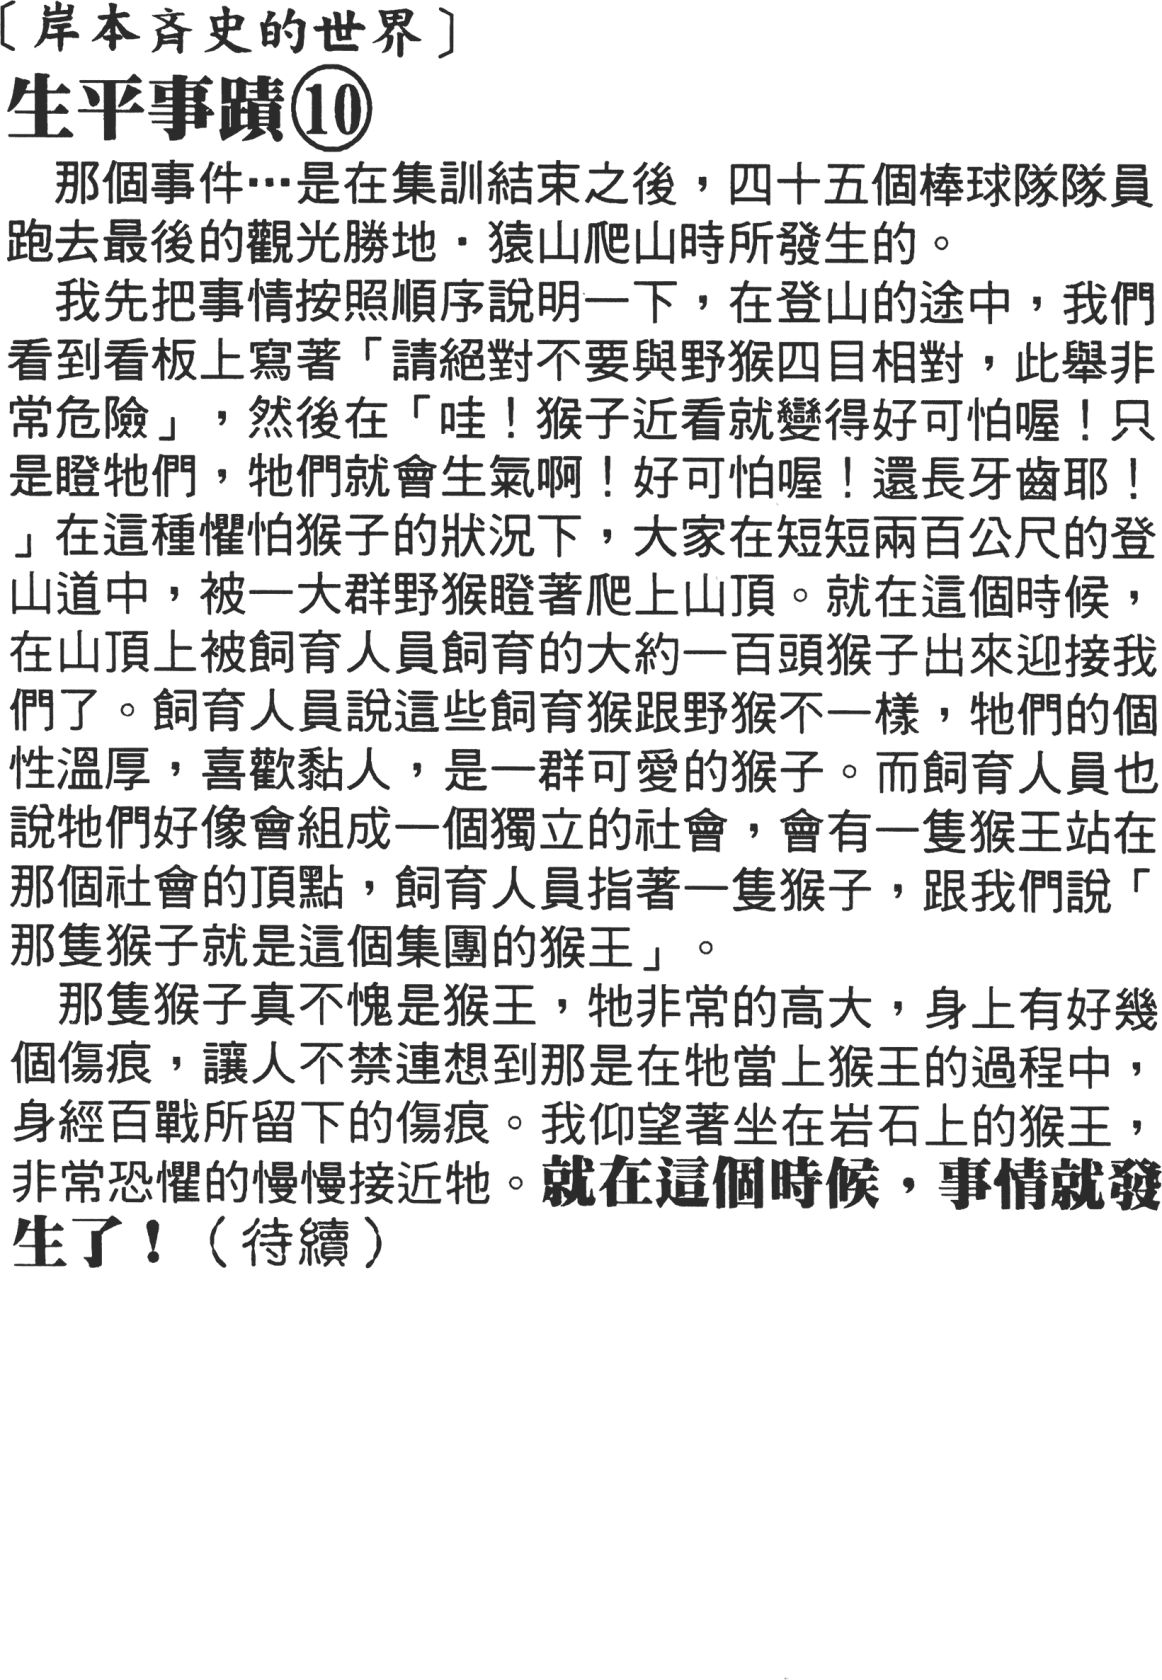 〔岸本斉史的世界〕
生平事蹟⑩
那個事件…是在集訓結束之後，四十五個棒球隊隊員
跑去最後的觀光勝地・猿山爬山時所發生的。
我先把事情按照順序說明一下，在登山的途中，我們
看到看板上寫著「請絕對不要與野猴四目相對，此舉非
常危險」，然後在「哇！猴子近看就變得好可怕喔！只
是瞪牠們，牠們就會生氣啊！好可怕喔！還長牙齒耶！
」在這種懼怕猴子的狀況下，大家在短短兩百公尺的登
山道中，被一大群野猴瞪著爬上山頂。就在這個時候，
在山頂上被飼育人員飼育的大約一百頭猴子出來迎接我
們了。飼育人員說這些飼育猴跟野猴不一樣，牠們的個
性溫厚，喜歡黏人，是一群可愛的猴子。而飼育人員也
說牠們好像會組成一個獨立的社會，會有一隻猴王站在
那個社會的頂點，飼育人員指著一隻猴子，跟我們說「
那隻猴子就是這個集團的猴王」。
那隻猴子真不愧是猴王，牠非常的高大，身上有好幾
個傷痕，讓人不禁連想到那是在牠當上猴王的過程中，
身經百戰所留下的傷痕。我仰望著坐在岩石上的猴王，
非常恐懼的慢慢接近牠。就在這個時候，事情就發
生了！（待續）